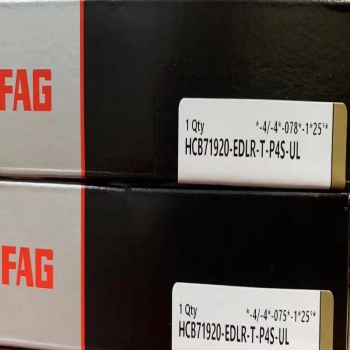 FAG
1 Qty *-4/-4*-078*-1*25°*
HCB71920-EDLR-T-P4S-UL
FAG
1 Qty *-4/-4*-075*-1*25°*
HCB71920-EDLR-T-P4S-UL